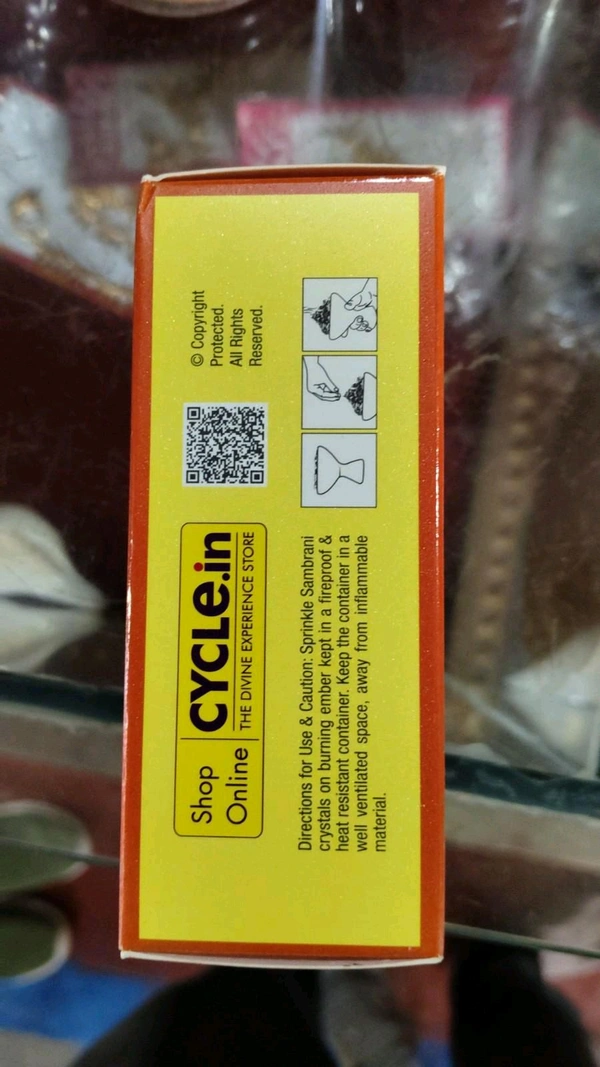 Shop
Online
CYCLE.in
THE DIVINE EXPERIENCE STORE
© Copyright
Protected.
All Rights
Reserved.
Directions for Use & Caution: Sprinkle Sambrani
crystals on burning ember kept in a fireproof &
heat resistant container. Keep the container in a
well ventilated space, away from inflammable
material.